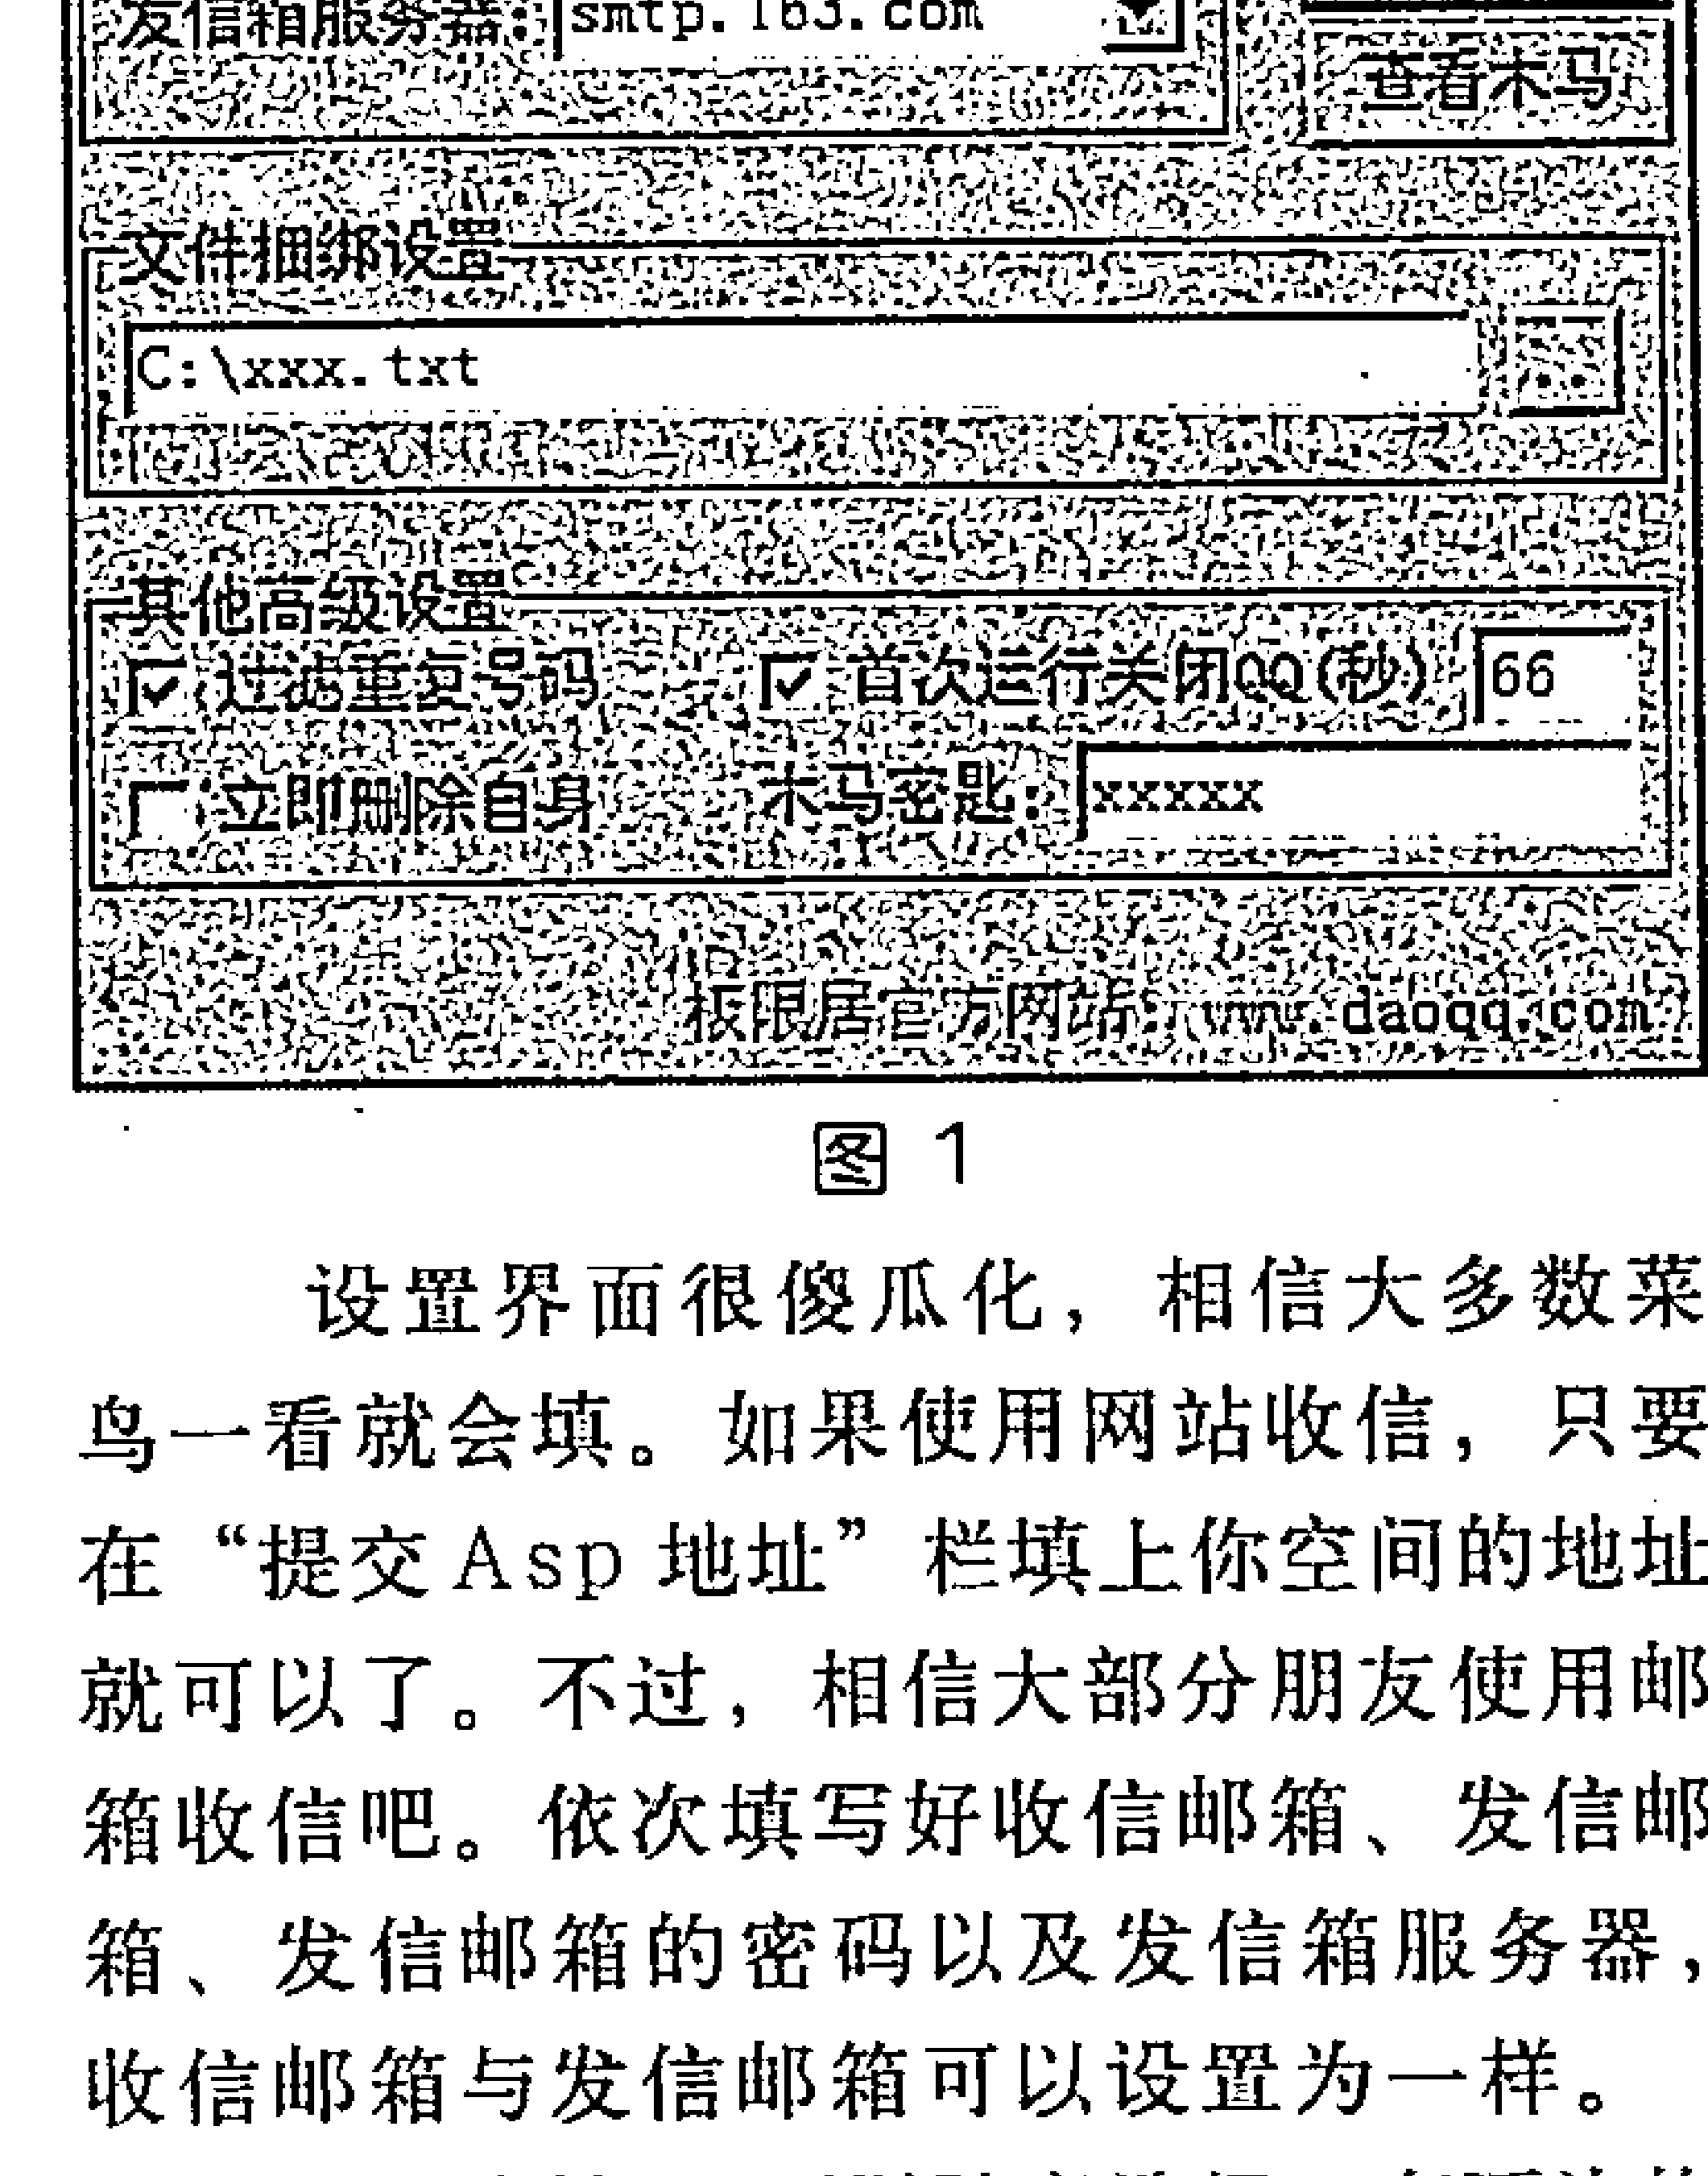 发信箱服务器: smtp.163.com
查看木马
文件捆绑设置
C:\xxx.txt
其他高级设置
过滤重复号码 首次运行关闭QQ(秒) 66
立即删除自身 木马密匙: xxxxx
官方网站: www.daoqq.com
图 1
设置界面很傻瓜化，相信大多数菜
鸟一看就会填。如果使用网站收信，只要
在“提交Asp 地址”栏填上你空间的地址
就可以了。不过，相信大部分朋友使用邮
箱收信吧。依次填写好收信邮箱、发信邮
箱、发信邮箱的密码以及发信箱服务器，
收信邮箱与发信邮箱可以设置为一样。